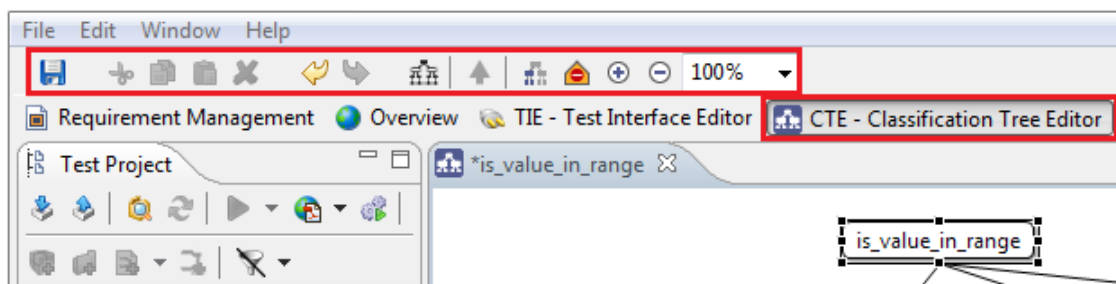 File Edit Window Help
100%
Requirement Management Overview TIE - Test Interface Editor CTE - Classification Tree Editor
Test Project *is_value_in_range
is_value_in_range